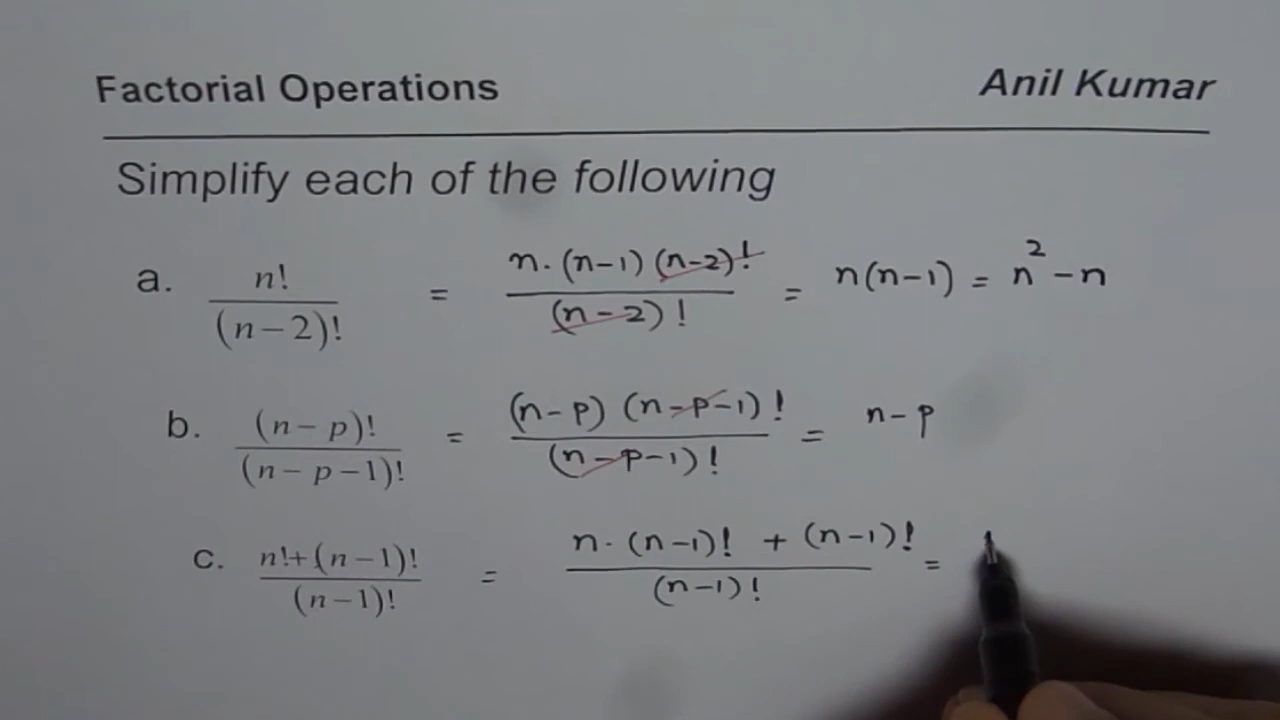 Factorial Operations Anil Kumar
Simplify each of the following
a. n!/(n-2)! = n·(n-1)(n-2)!/(n-2)! = n(n-1) = n²-n
b. (n-p)!/(n-p-1)! = (n-p)(n-p-1)!/(n-p-1)! = n-p
c. n!+(n-1)!/(n-1)! = n·(n-1)! + (n-1)!/(n-1)! =